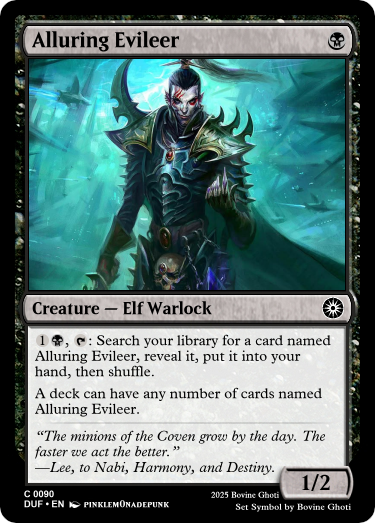 Alluring Evileer
Creature — Elf Warlock
1, : Search your library for a card named
Alluring Evileer, reveal it, put it into your
hand, then shuffle.
A deck can have any number of cards named
Alluring Evileer.
"The minions of the Coven grow by the day. The
faster we act the better."
—Lee, to Nabi, Harmony, and Destiny.
1/2
C 0090
DUF • EN PINKLEM0NADEPUNK
2025 Bovine Ghoti
Set Symbol by Bovine Ghoti